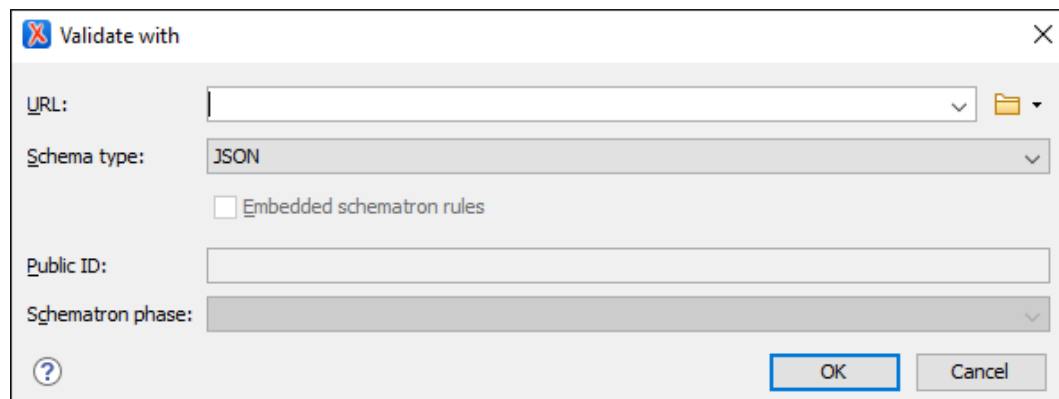 Validate with
URL:
Schema type: JSON
Embedded schematron rules
Public ID:
Schematron phase:
? OK Cancel